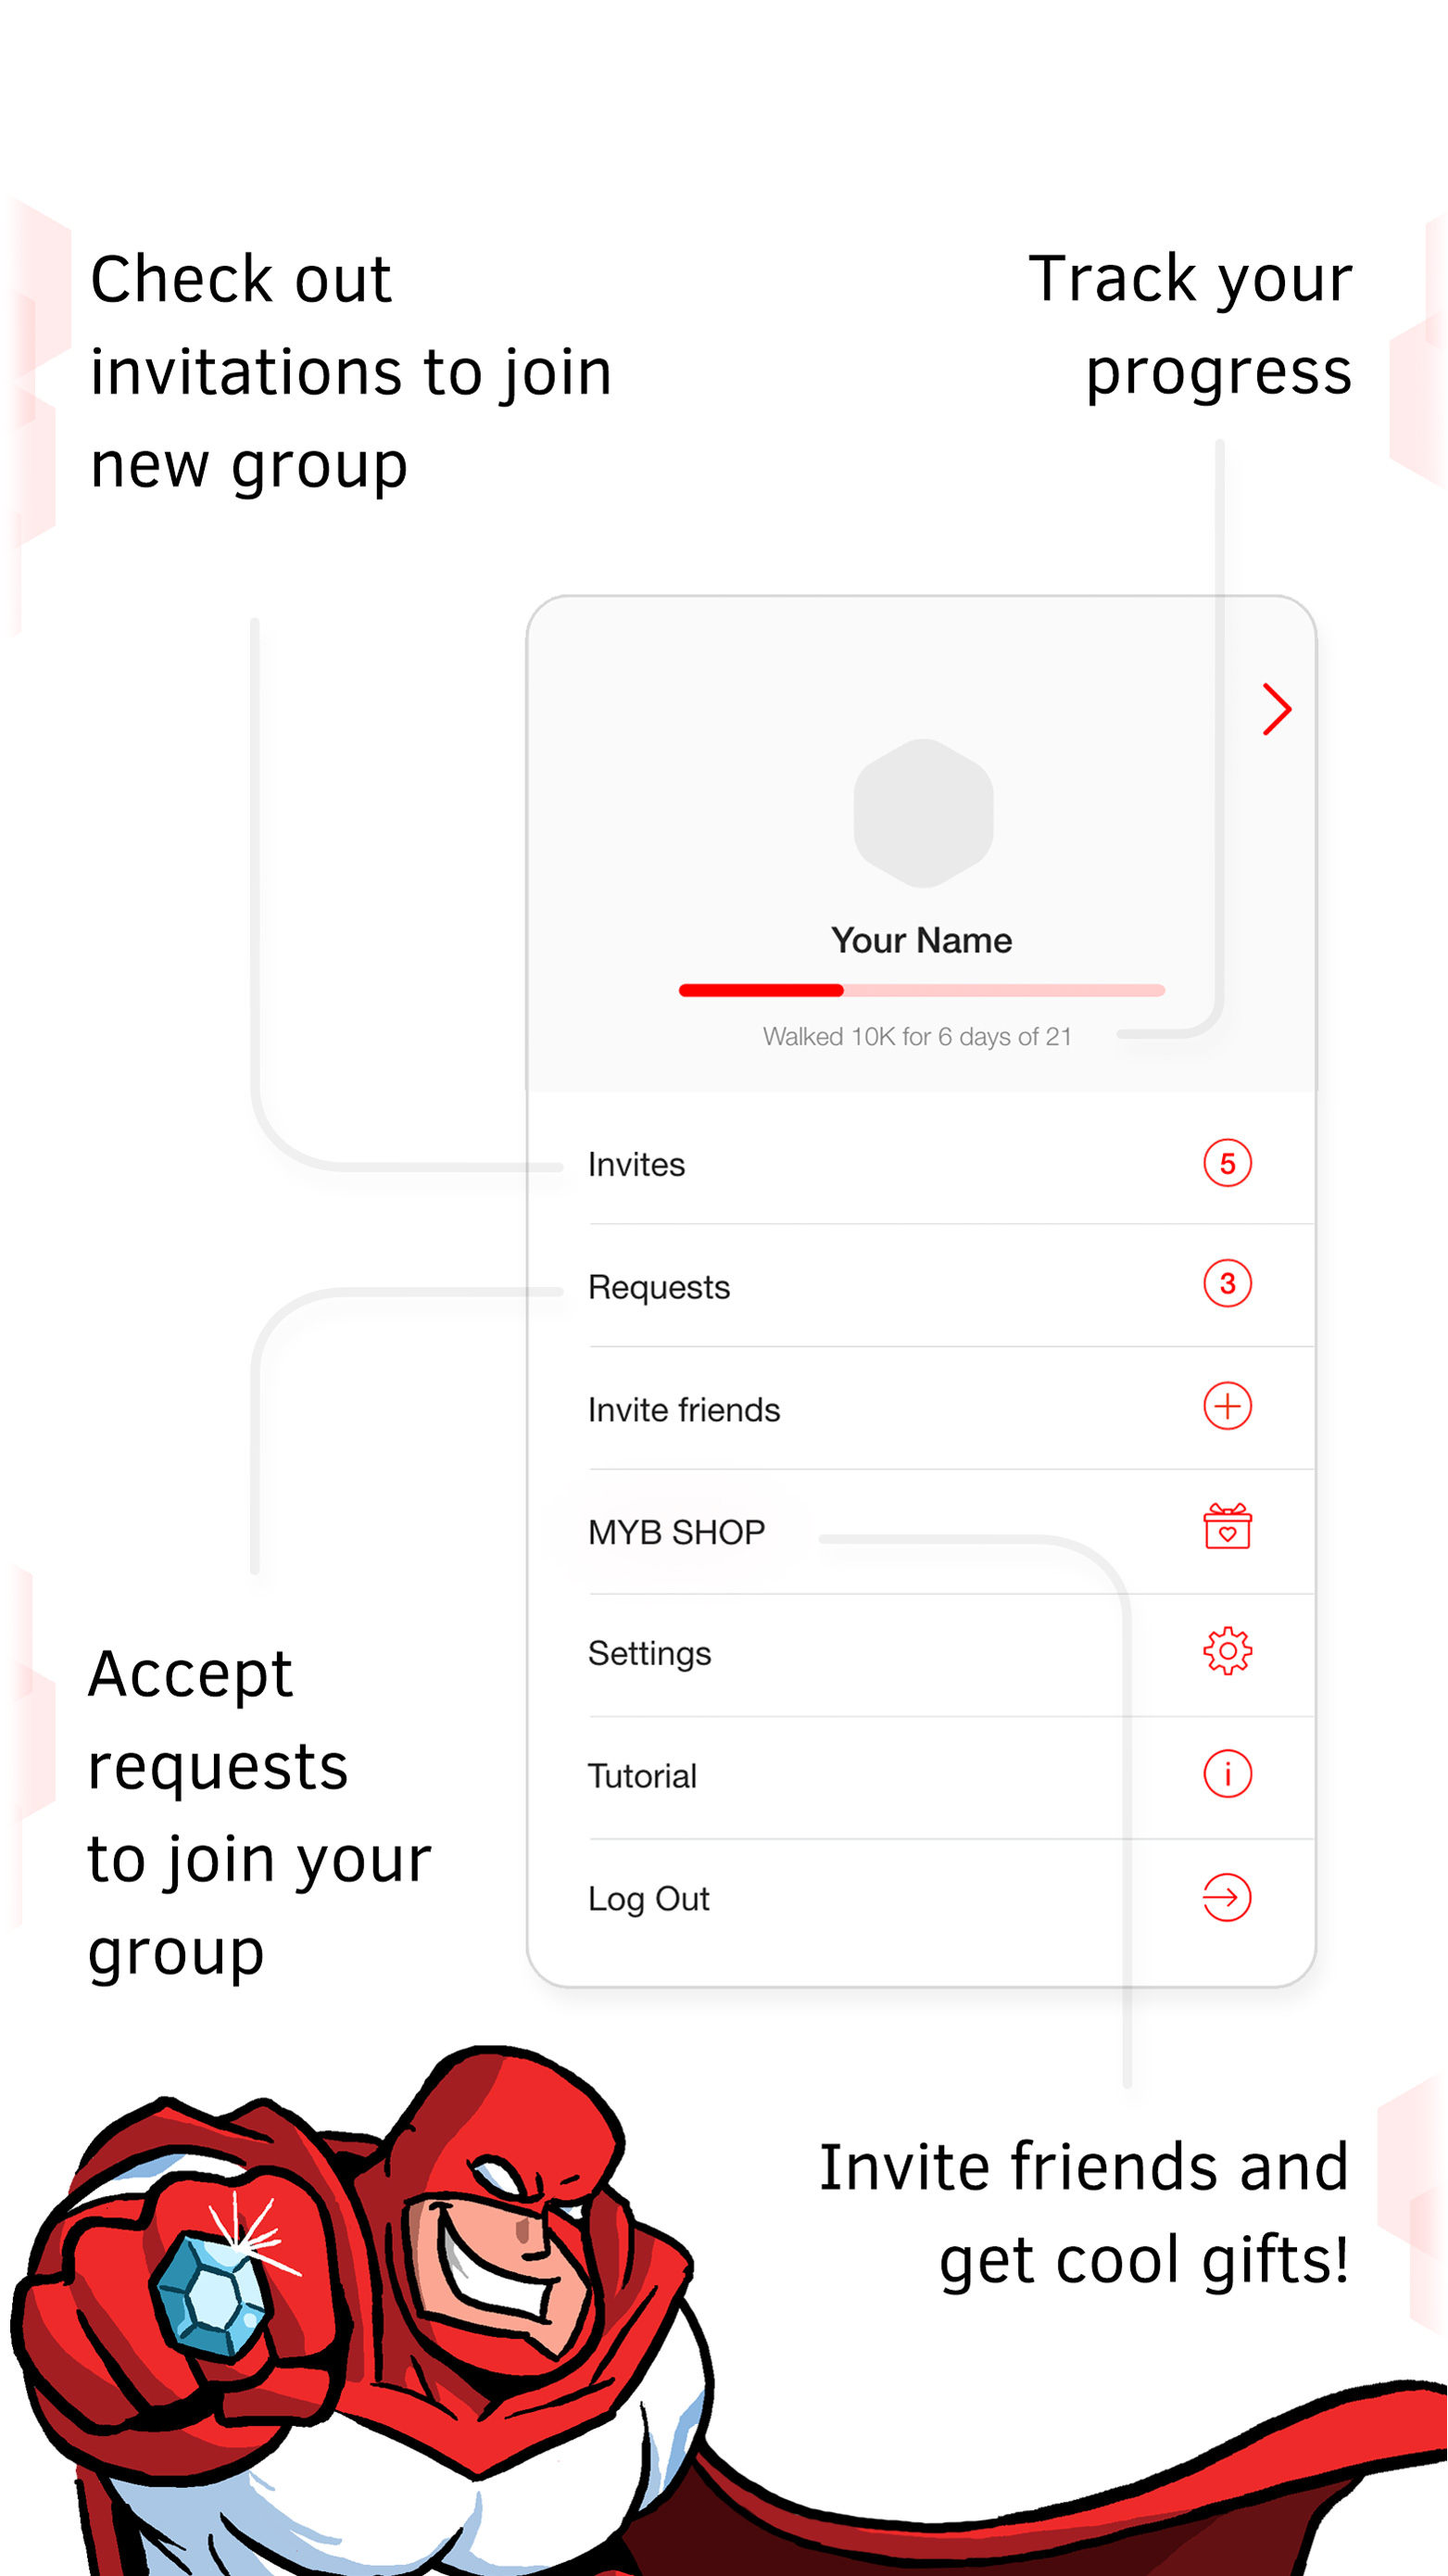 Check out
invitations to join
new group
Track your
progress
Your Name
Walked 10K for 6 days of 21
Invites
5
Requests
3
Invite friends
MYB SHOP
Settings
Tutorial
Log Out
Accept
requests
to join your
group
Invite friends and
get cool gifts!